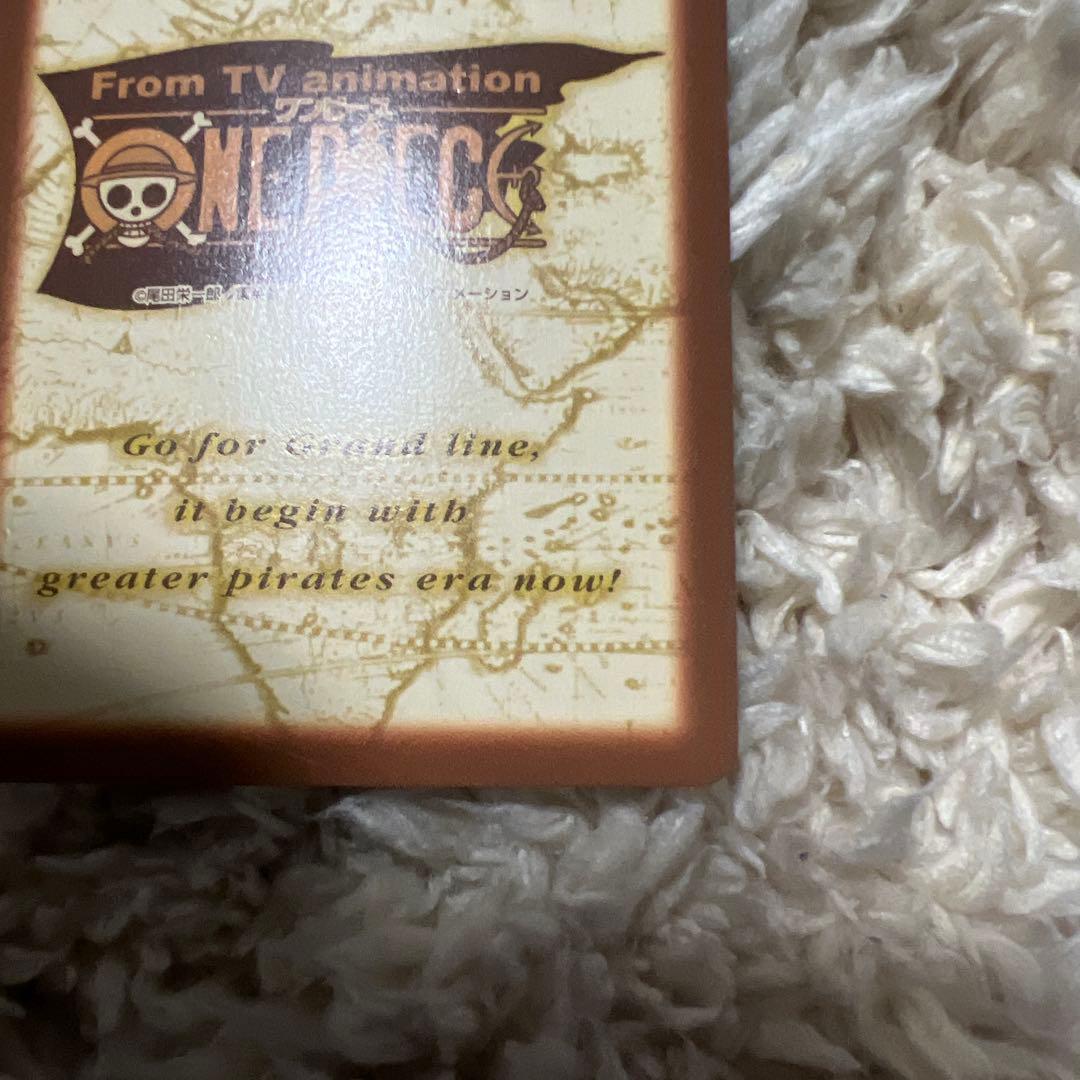 From TV animation
ワンピース
ONE PIECE
©尾田栄一郎 メーション
Go for Grand line,
it begin with
greater pirates era now!